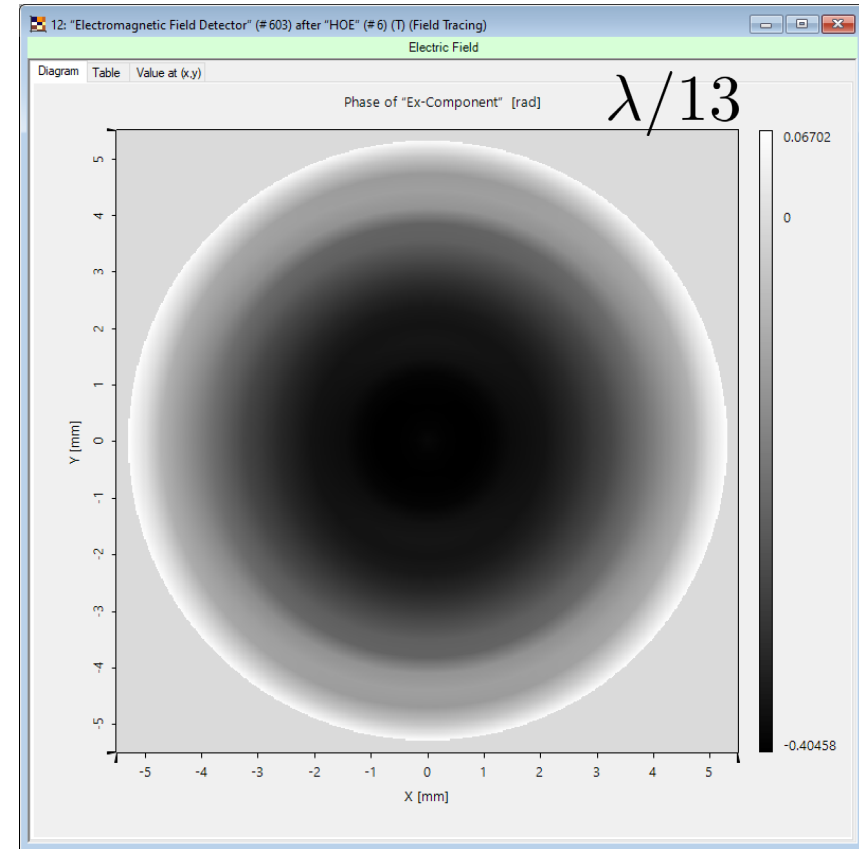 12: "Electromagnetic Field Detector" (#603) after "HOE" (#6) (T) (Field Tracing)
Electric Field
Diagram Table Value at (x,y)
Phase of "Ex-Component" [rad]
λ/13
0.06702
0
-0.40458
5
4
3
2
1
0
-1
-2
-3
-4
-5
Y [mm]
-5 -4 -3 -2 -1 0 1 2 3 4 5
X [mm]